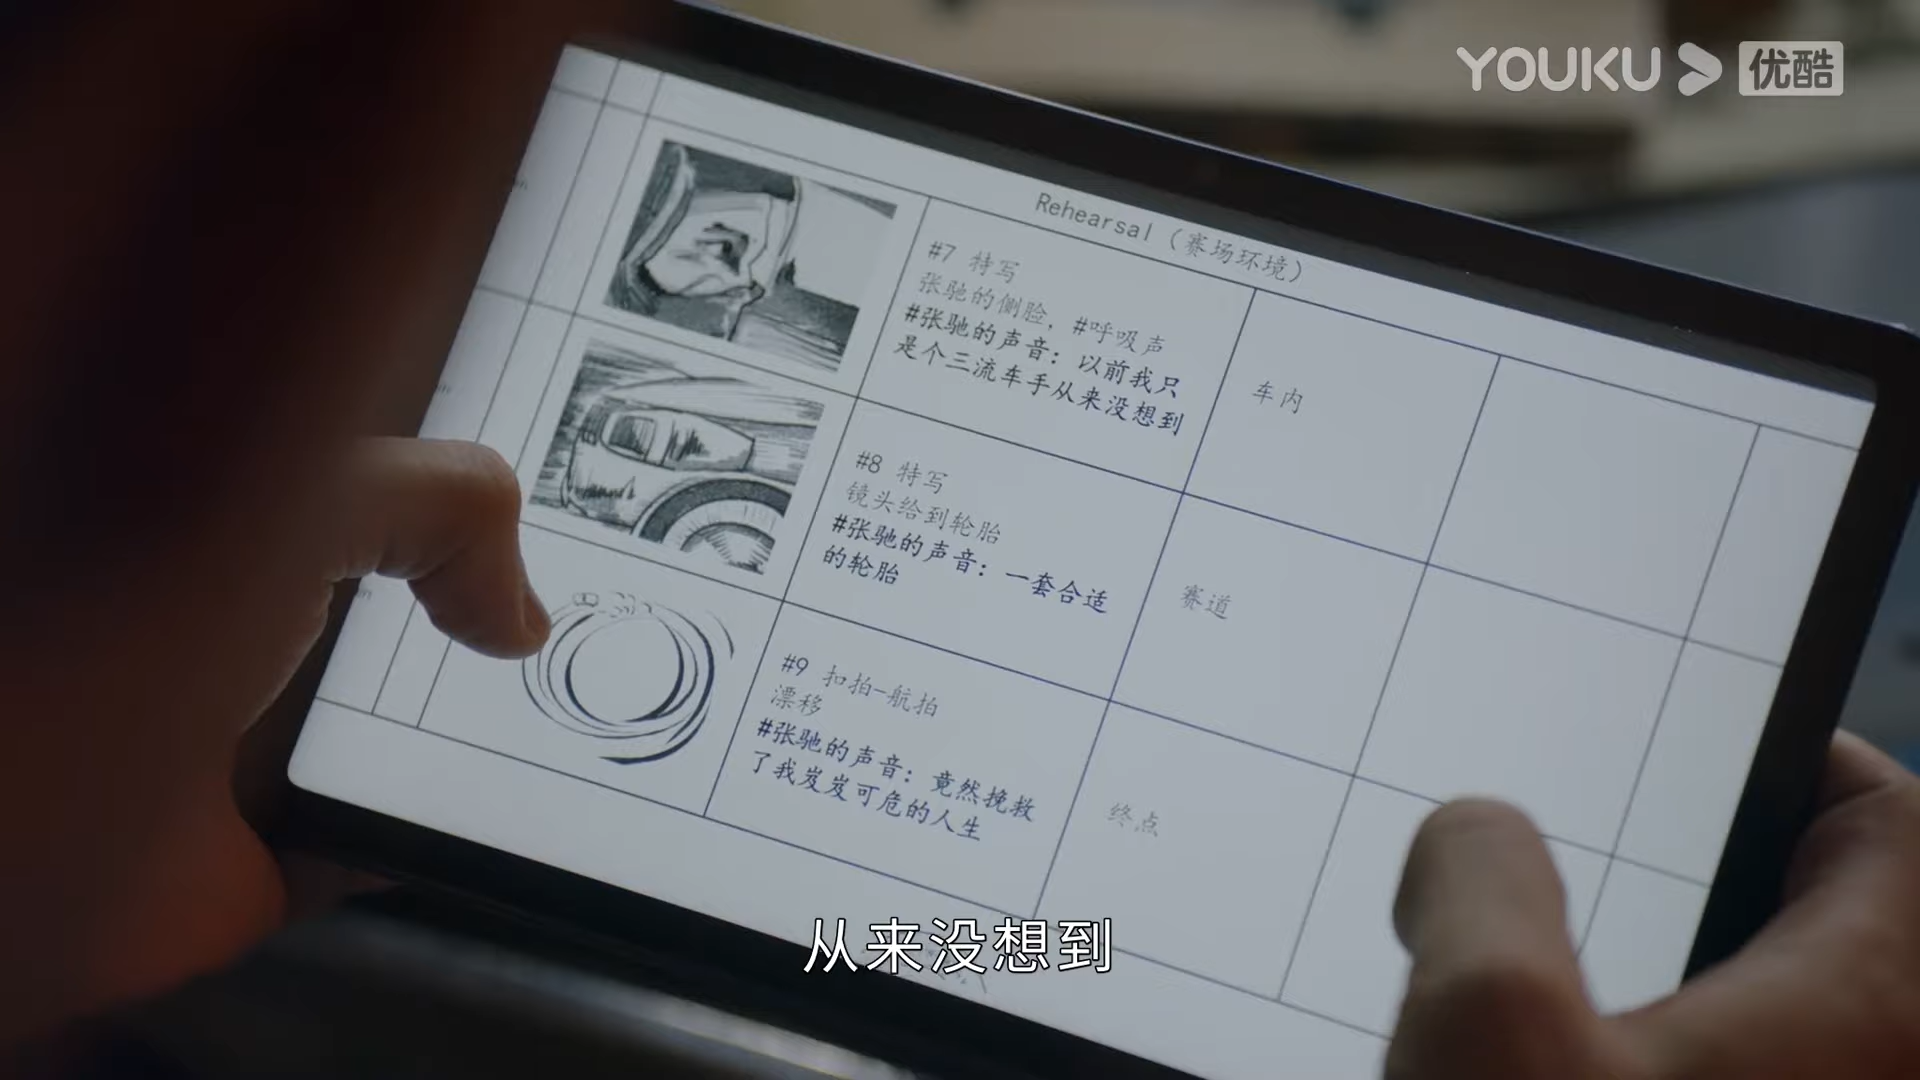 YOUKU 优酷
Rehearsal (赛场环境)
#7 特写
张驰的侧脸，#呼吸声
#张驰的声音：以前我只
是个三流车手从来没想到
车内
#8 特写
镜头给到轮胎
#张驰的声音：一套合适
的轮胎
赛道
#9 扣拍-航拍
漂移
#张驰的声音：竟然挽救
了我岌岌可危的人生
终点
从来没想到